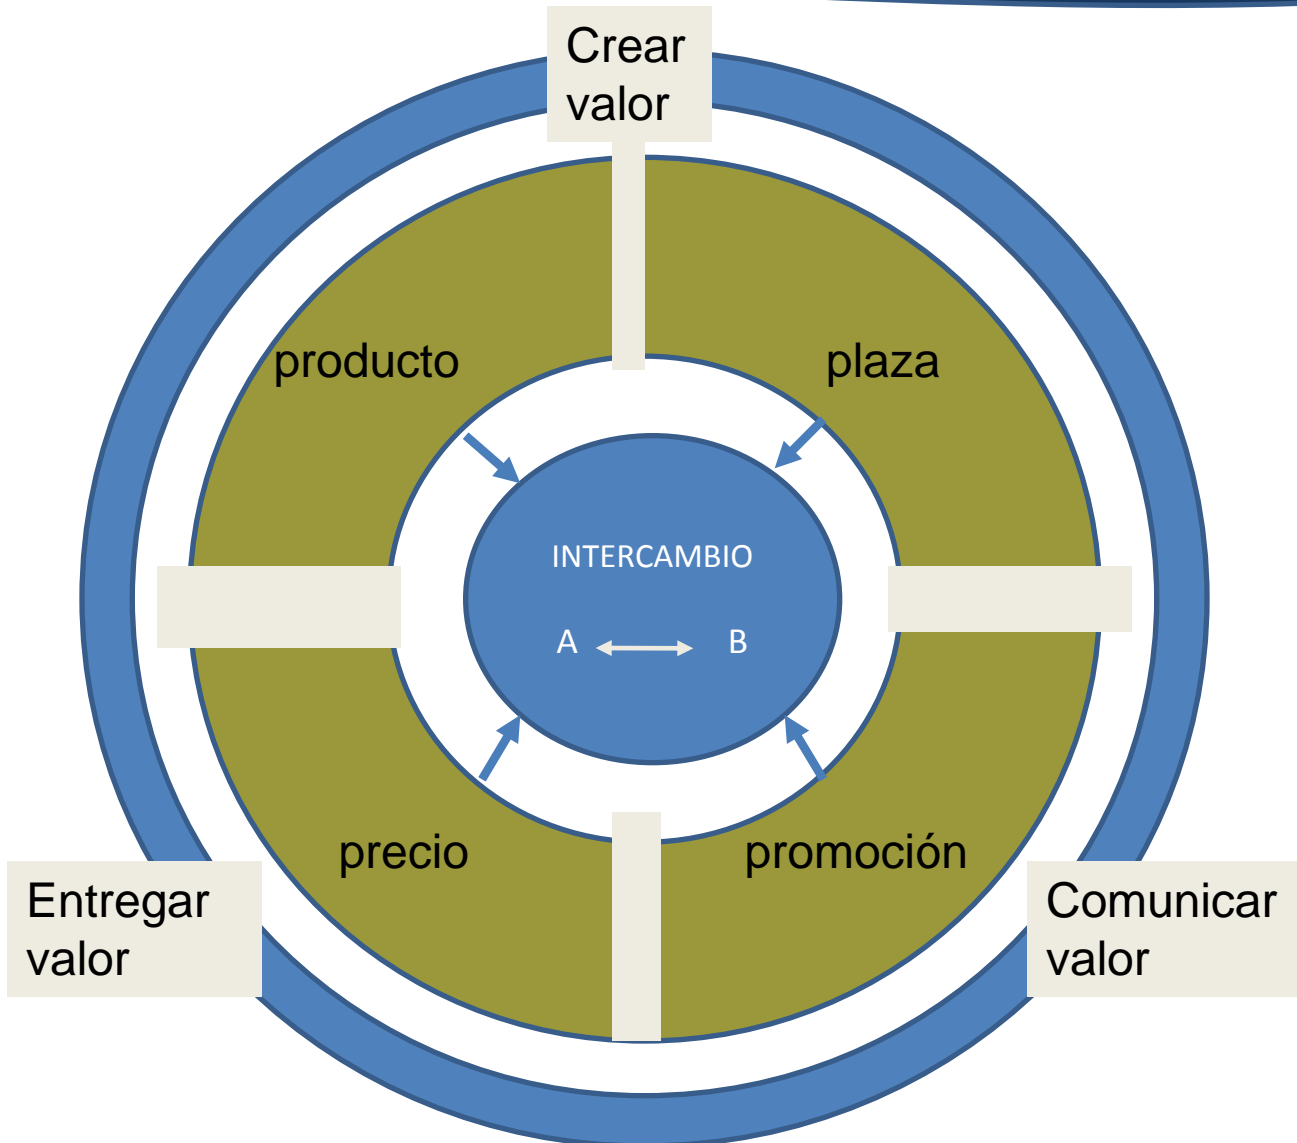 Crear
valor
producto
plaza
INTERCAMBIO
A B
precio
promoción
Entregar
valor
Comunicar
valor